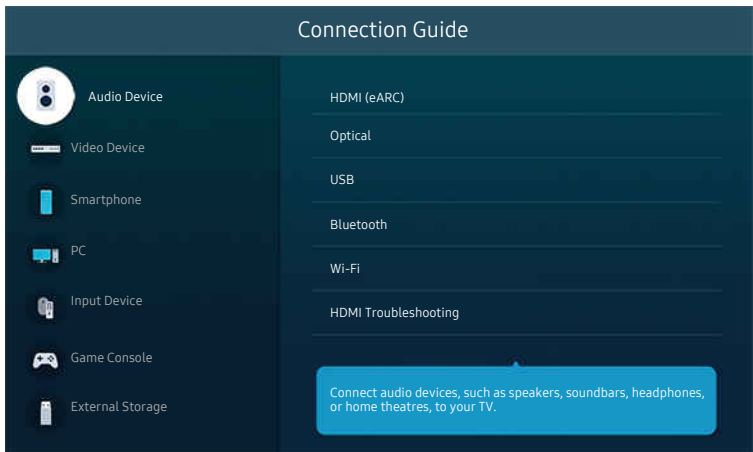 Connection Guide
Audio Device
Video Device
Smartphone
PC
Input Device
Game Console
External Storage
HDMI (eARC)
Optical
USB
Bluetooth
Wi-Fi
HDMI Troubleshooting
Connect audio devices, such as speakers, soundbars, headphones,
or home theatres, to your TV.